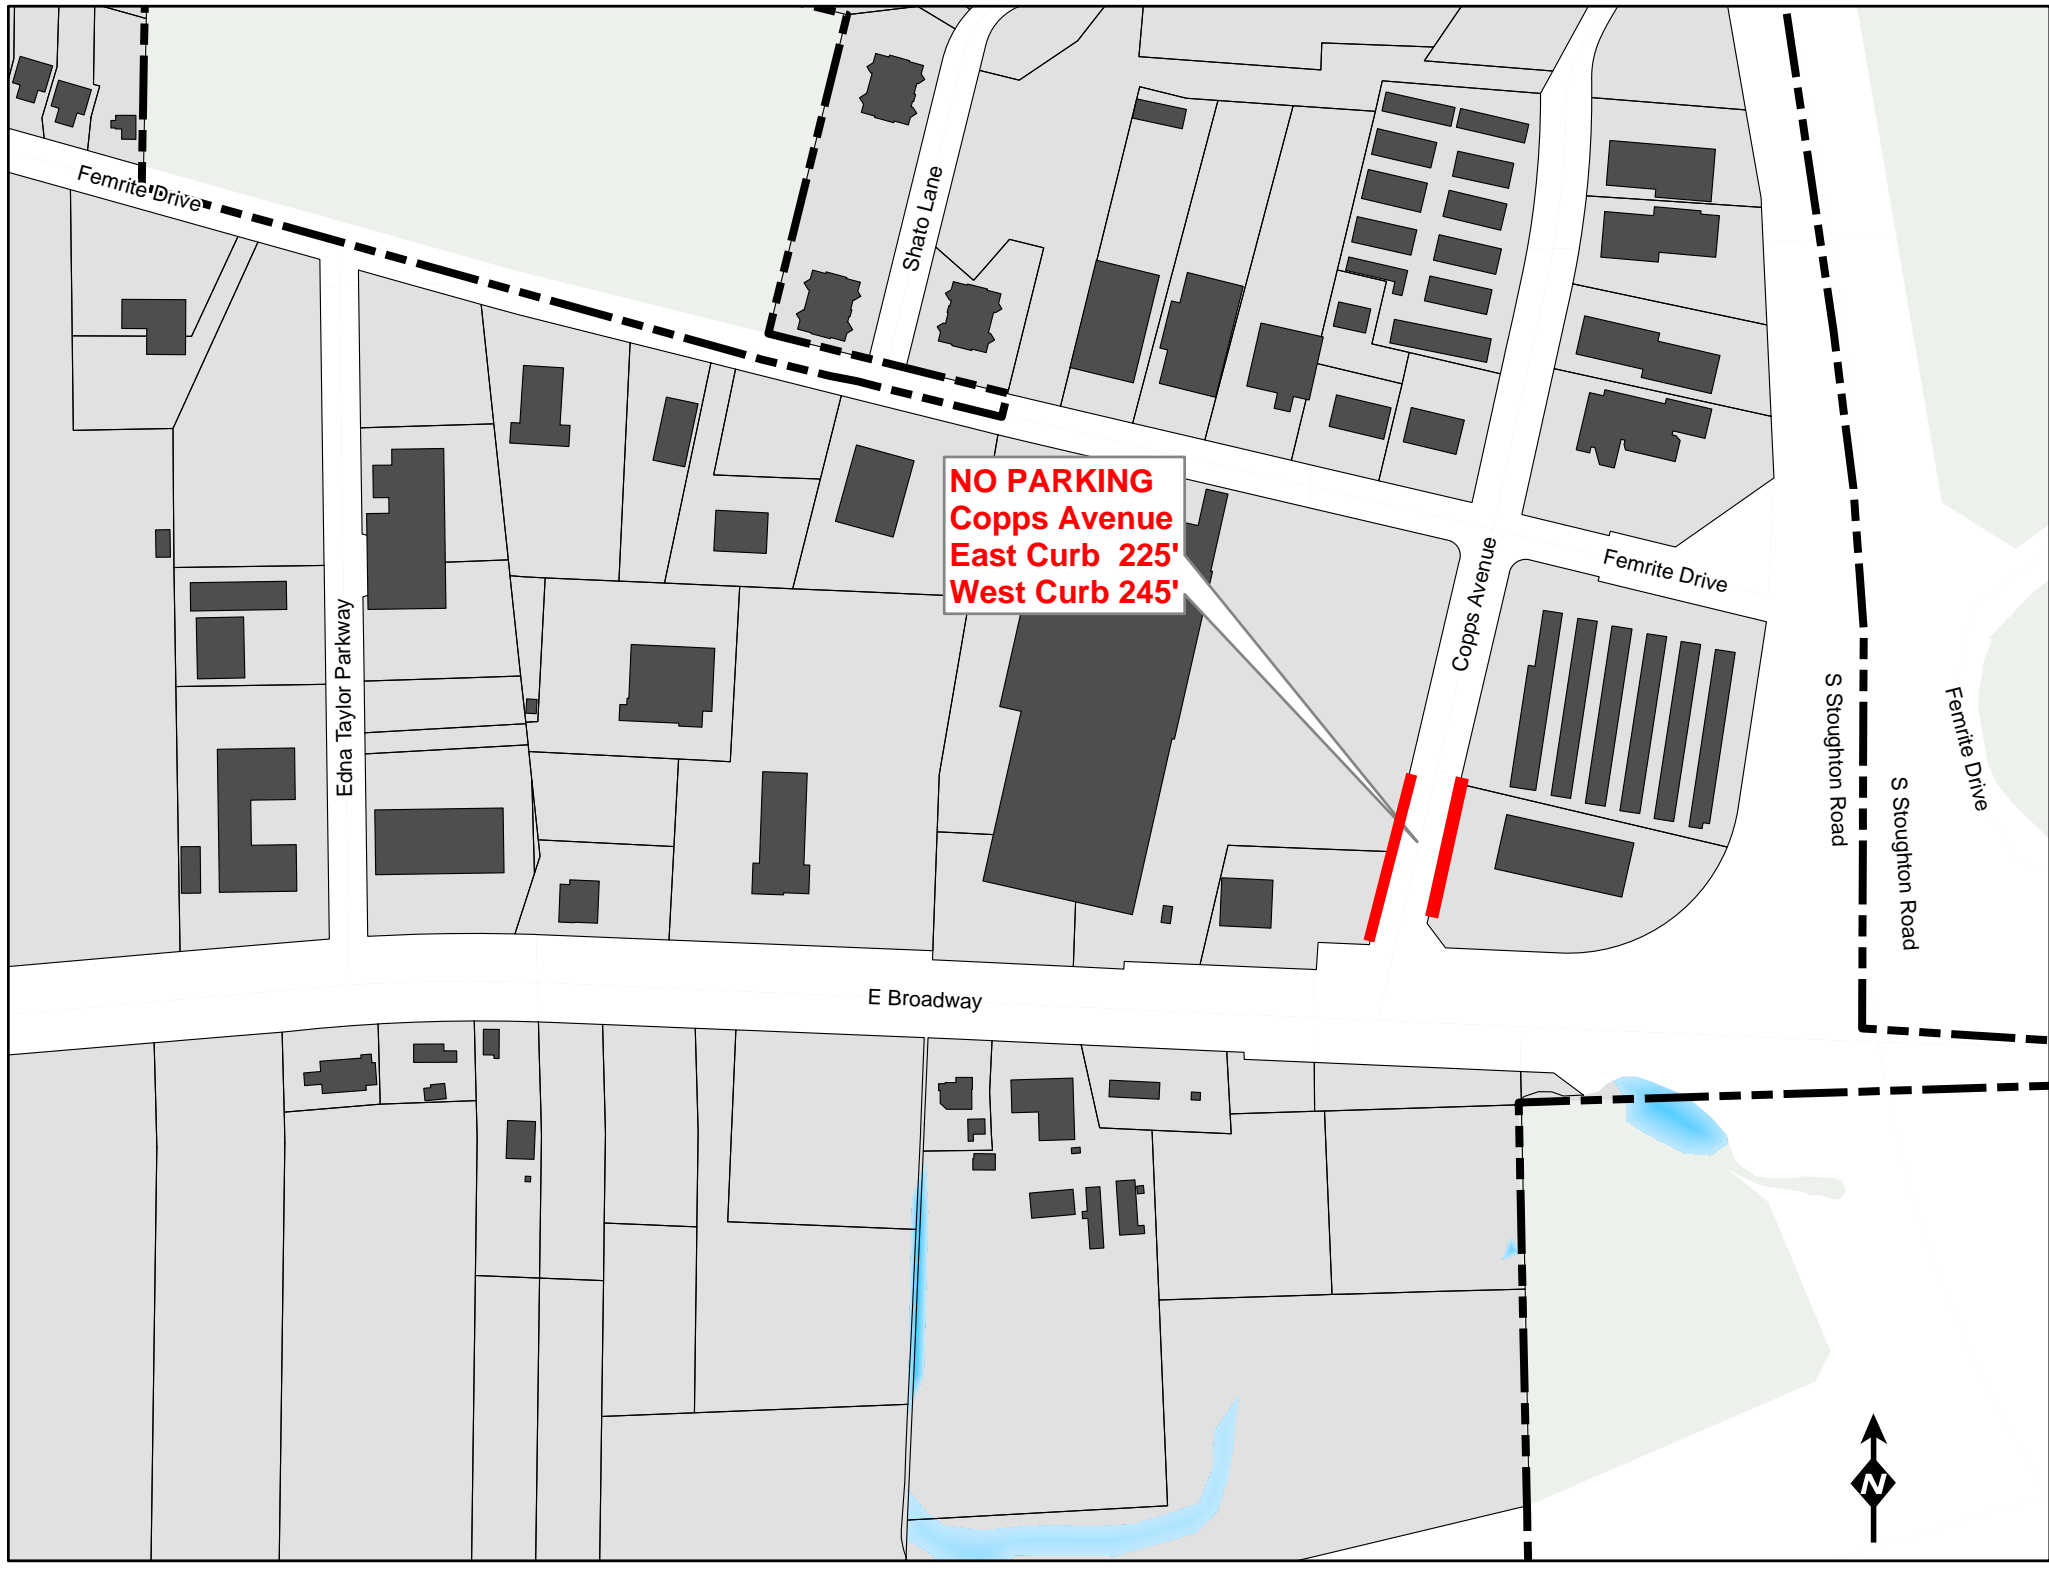 Femrite Drive
Shato Lane
NO PARKING
Copps Avenue
East Curb  225'
West Curb 245'
Copps Avenue
Femrite Drive
Edna Taylor Parkway
S Stoughton Road
S Stoughton Road
Femrite Drive
E Broadway
N